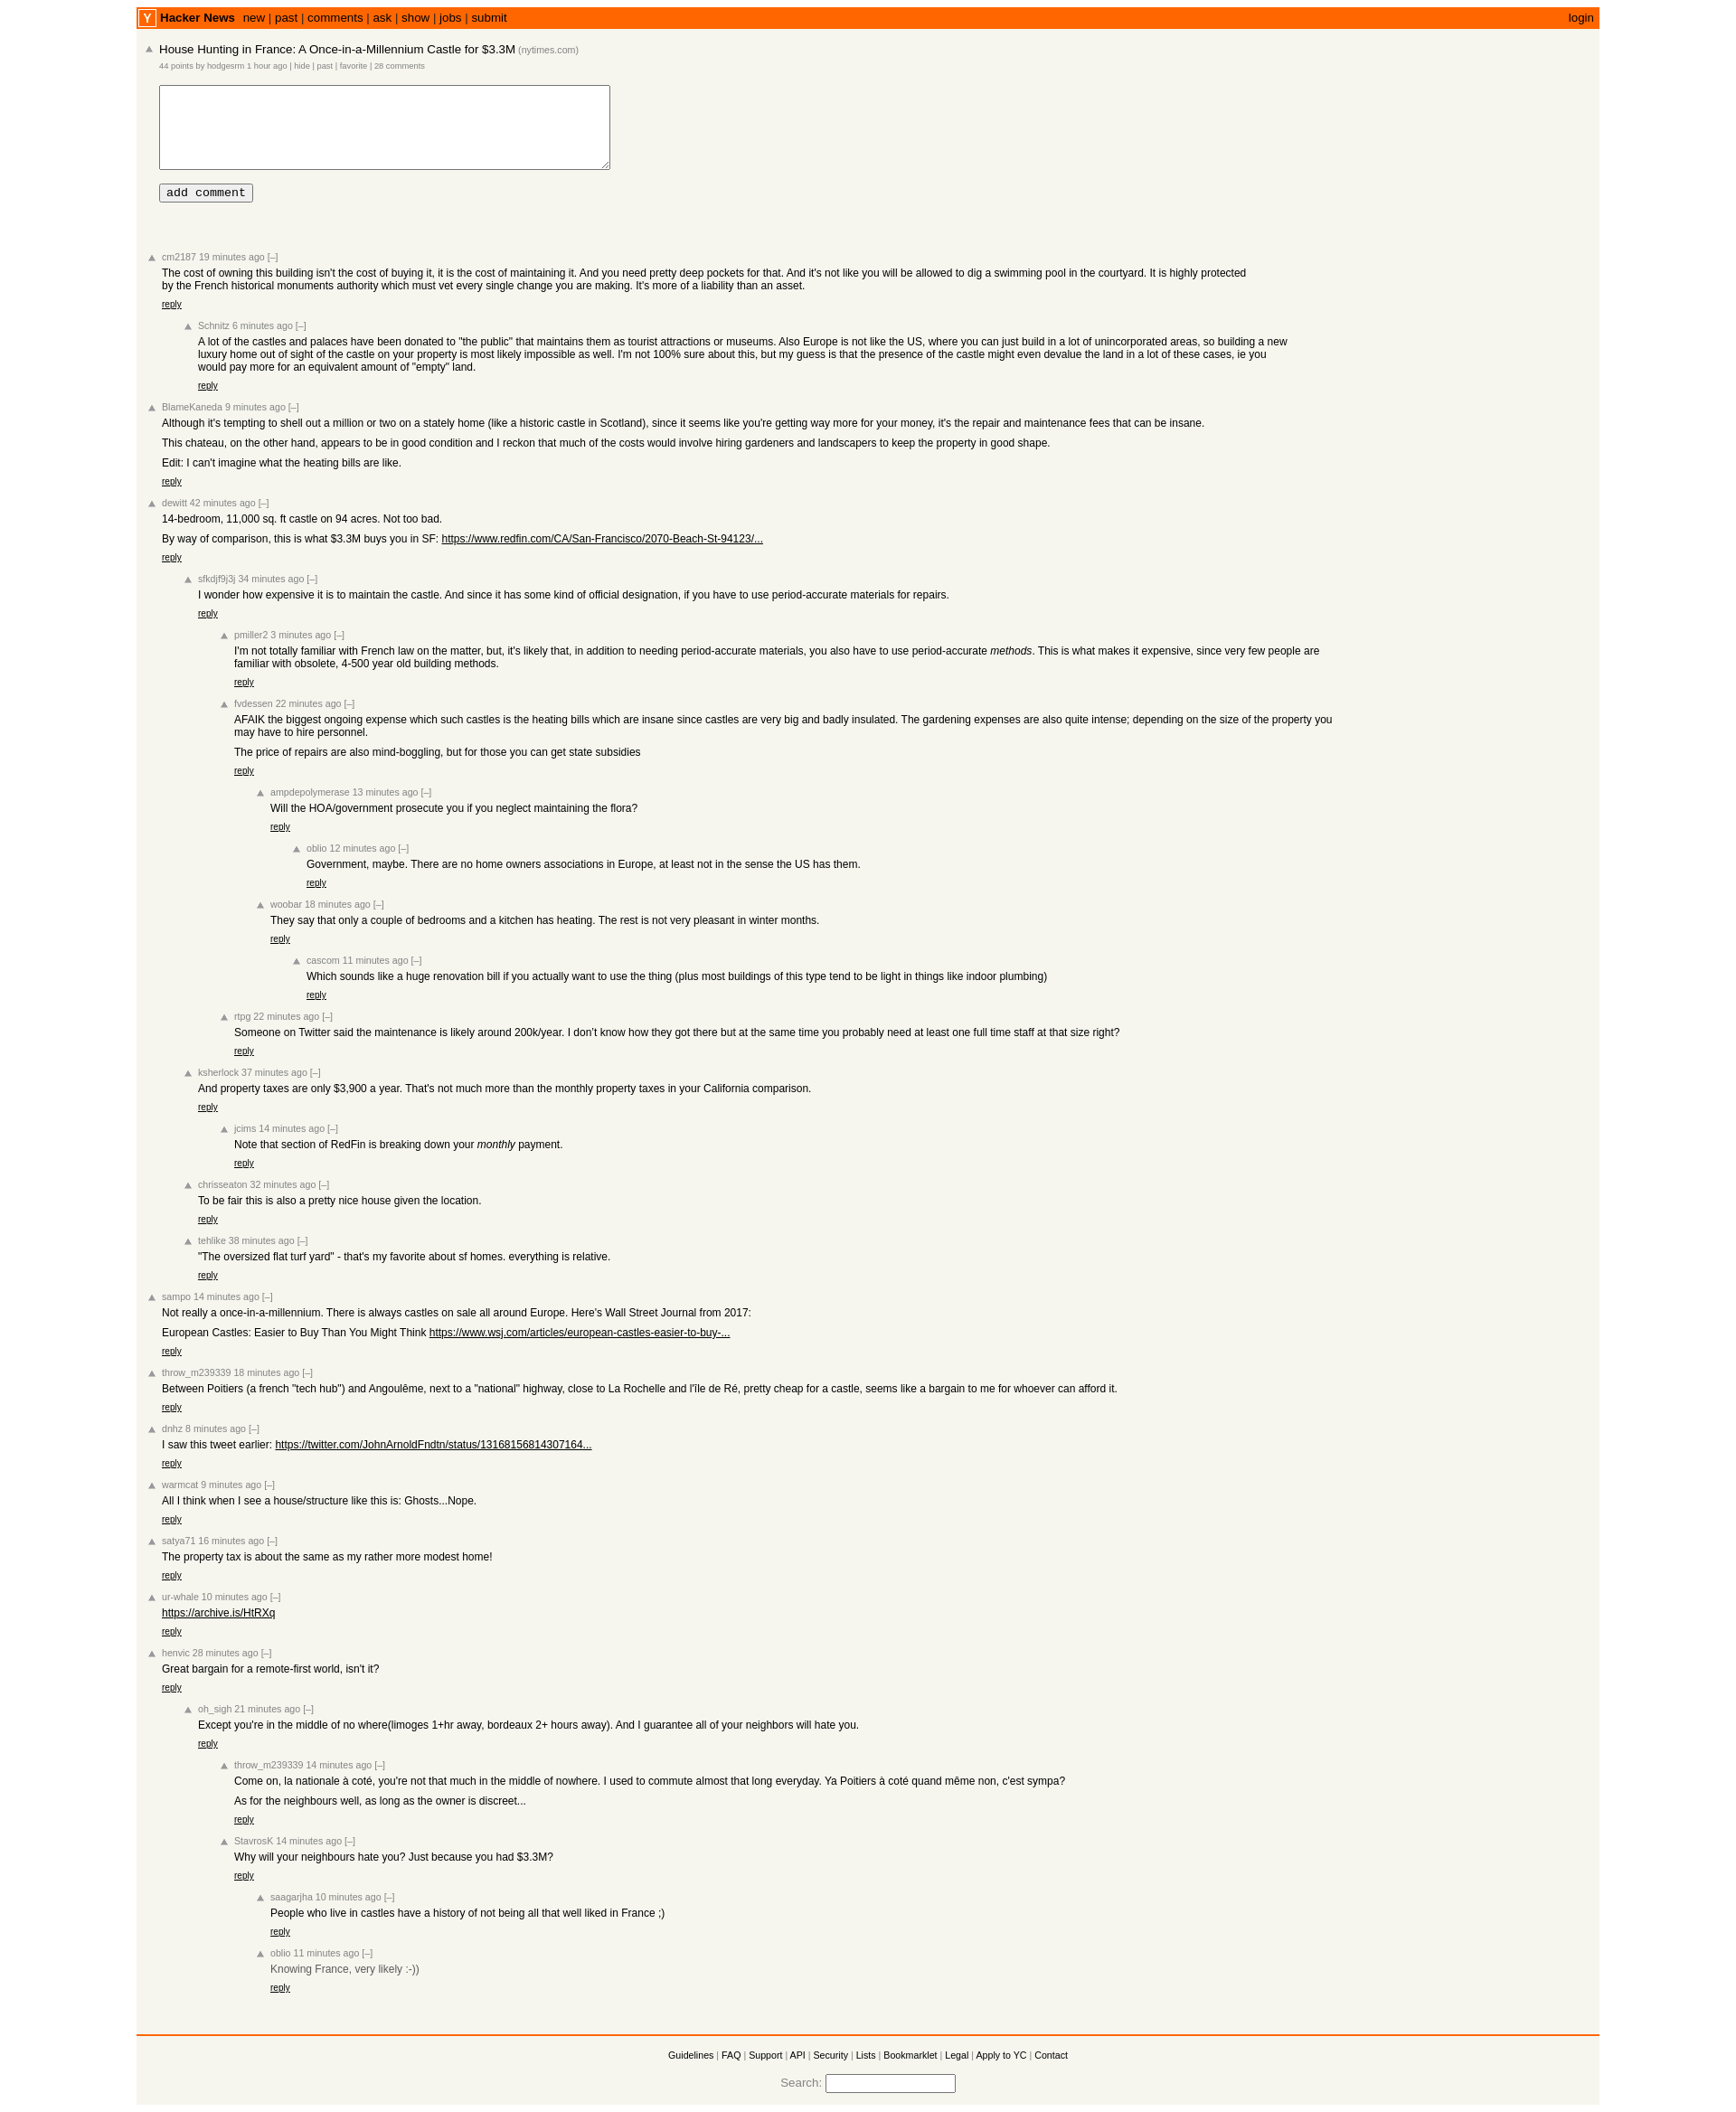 Y Hacker News new | past | comments | ask | show | jobs | submit login
House Hunting in France: A Once-in-a-Millennium Castle for $3.3M (nytimes.com)
44 points by hodgesrm 1 hour ago | hide | past | favorite | 28 comments
add comment
cm2187 19 minutes ago [–]
The cost of owning this building isn't the cost of buying it, it is the cost of maintaining it. And you need pretty deep pockets for that. And it's not like you will be allowed to dig a swimming pool in the courtyard. It is highly protected
by the French historical monuments authority which must vet every single change you are making. It's more of a liability than an asset.
reply
Schnitz 6 minutes ago [–]
A lot of the castles and palaces have been donated to "the public" that maintains them as tourist attractions or museums. Also Europe is not like the US, where you can just build in a lot of unincorporated areas, so building a new
luxury home out of sight of the castle on your property is most likely impossible as well. I'm not 100% sure about this, but my guess is that the presence of the castle might even devalue the land in a lot of these cases, ie you
would pay more for an equivalent amount of "empty" land.
reply
BlameKaneda 9 minutes ago [–]
Although it's tempting to shell out a million or two on a stately home (like a historic castle in Scotland), since it seems like you're getting way more for your money, it's the repair and maintenance fees that can be insane.
This chateau, on the other hand, appears to be in good condition and I reckon that much of the costs would involve hiring gardeners and landscapers to keep the property in good shape.
Edit: I can't imagine what the heating bills are like.
reply
dewitt 42 minutes ago [–]
14-bedroom, 11,000 sq. ft castle on 94 acres. Not too bad.
By way of comparison, this is what $3.3M buys you in SF: https://www.redfin.com/CA/San-Francisco/2070-Beach-St-94123/...
reply
sfkdjf9j3j 34 minutes ago [–]
I wonder how expensive it is to maintain the castle. And since it has some kind of official designation, if you have to use period-accurate materials for repairs.
reply
pmiller2 3 minutes ago [–]
I'm not totally familiar with French law on the matter, but, it's likely that, in addition to needing period-accurate materials, you also have to use period-accurate methods. This is what makes it expensive, since very few people are
familiar with obsolete, 4-500 year old building methods.
reply
fvdessen 22 minutes ago [–]
AFAIK the biggest ongoing expense which such castles is the heating bills which are insane since castles are very big and badly insulated. The gardening expenses are also quite intense; depending on the size of the property you
may have to hire personnel.
The price of repairs are also mind-boggling, but for those you can get state subsidies
reply
ampdepolymerase 13 minutes ago [–]
Will the HOA/government prosecute you if you neglect maintaining the flora?
reply
oblio 12 minutes ago [–]
Government, maybe. There are no home owners associations in Europe, at least not in the sense the US has them.
reply
woobar 18 minutes ago [–]
They say that only a couple of bedrooms and a kitchen has heating. The rest is not very pleasant in winter months.
reply
cascom 11 minutes ago [–]
Which sounds like a huge renovation bill if you actually want to use the thing (plus most buildings of this type tend to be light in things like indoor plumbing)
reply
rtpg 22 minutes ago [–]
Someone on Twitter said the maintenance is likely around 200k/year. I don't know how they got there but at the same time you probably need at least one full time staff at that size right?
reply
ksherlock 37 minutes ago [–]
And property taxes are only $3,900 a year. That's not much more than the monthly property taxes in your California comparison.
reply
jcims 14 minutes ago [–]
Note that section of RedFin is breaking down your monthly payment.
reply
chrisseaton 32 minutes ago [–]
To be fair this is also a pretty nice house given the location.
reply
tehlike 38 minutes ago [–]
"The oversized flat turf yard" - that's my favorite about sf homes. everything is relative.
reply
sampo 14 minutes ago [–]
Not really a once-in-a-millennium. There is always castles on sale all around Europe. Here's Wall Street Journal from 2017:
European Castles: Easier to Buy Than You Might Think https://www.wsj.com/articles/european-castles-easier-to-buy-...
reply
throw_m239339 18 minutes ago [–]
Between Poitiers (a french "tech hub") and Angoulême, next to a "national" highway, close to La Rochelle and l'île de Ré, pretty cheap for a castle, seems like a bargain to me for whoever can afford it.
reply
dnhz 8 minutes ago [–]
I saw this tweet earlier: https://twitter.com/JohnArnoldFndtn/status/13168156814307164...
reply
warmcat 9 minutes ago [–]
All I think when I see a house/structure like this is: Ghosts...Nope.
reply
satya71 16 minutes ago [–]
The property tax is about the same as my rather more modest home!
reply
ur-whale 10 minutes ago [–]
https://archive.is/HtRXq
reply
henvic 28 minutes ago [–]
Great bargain for a remote-first world, isn't it?
reply
oh_sigh 21 minutes ago [–]
Except you're in the middle of no where(limoges 1+hr away, bordeaux 2+ hours away). And I guarantee all of your neighbors will hate you.
reply
throw_m239339 14 minutes ago [–]
Come on, la nationale à coté, you're not that much in the middle of nowhere. I used to commute almost that long everyday. Ya Poitiers à coté quand même non, c'est sympa?
As for the neighbours well, as long as the owner is discreet...
reply
StavrosK 14 minutes ago [–]
Why will your neighbours hate you? Just because you had $3.3M?
reply
saagarjha 10 minutes ago [–]
People who live in castles have a history of not being all that well liked in France ;)
reply
oblio 11 minutes ago [–]
Knowing France, very likely :-))
reply
Guidelines | FAQ | Support | API | Security | Lists | Bookmarklet | Legal | Apply to YC | Contact
Search: